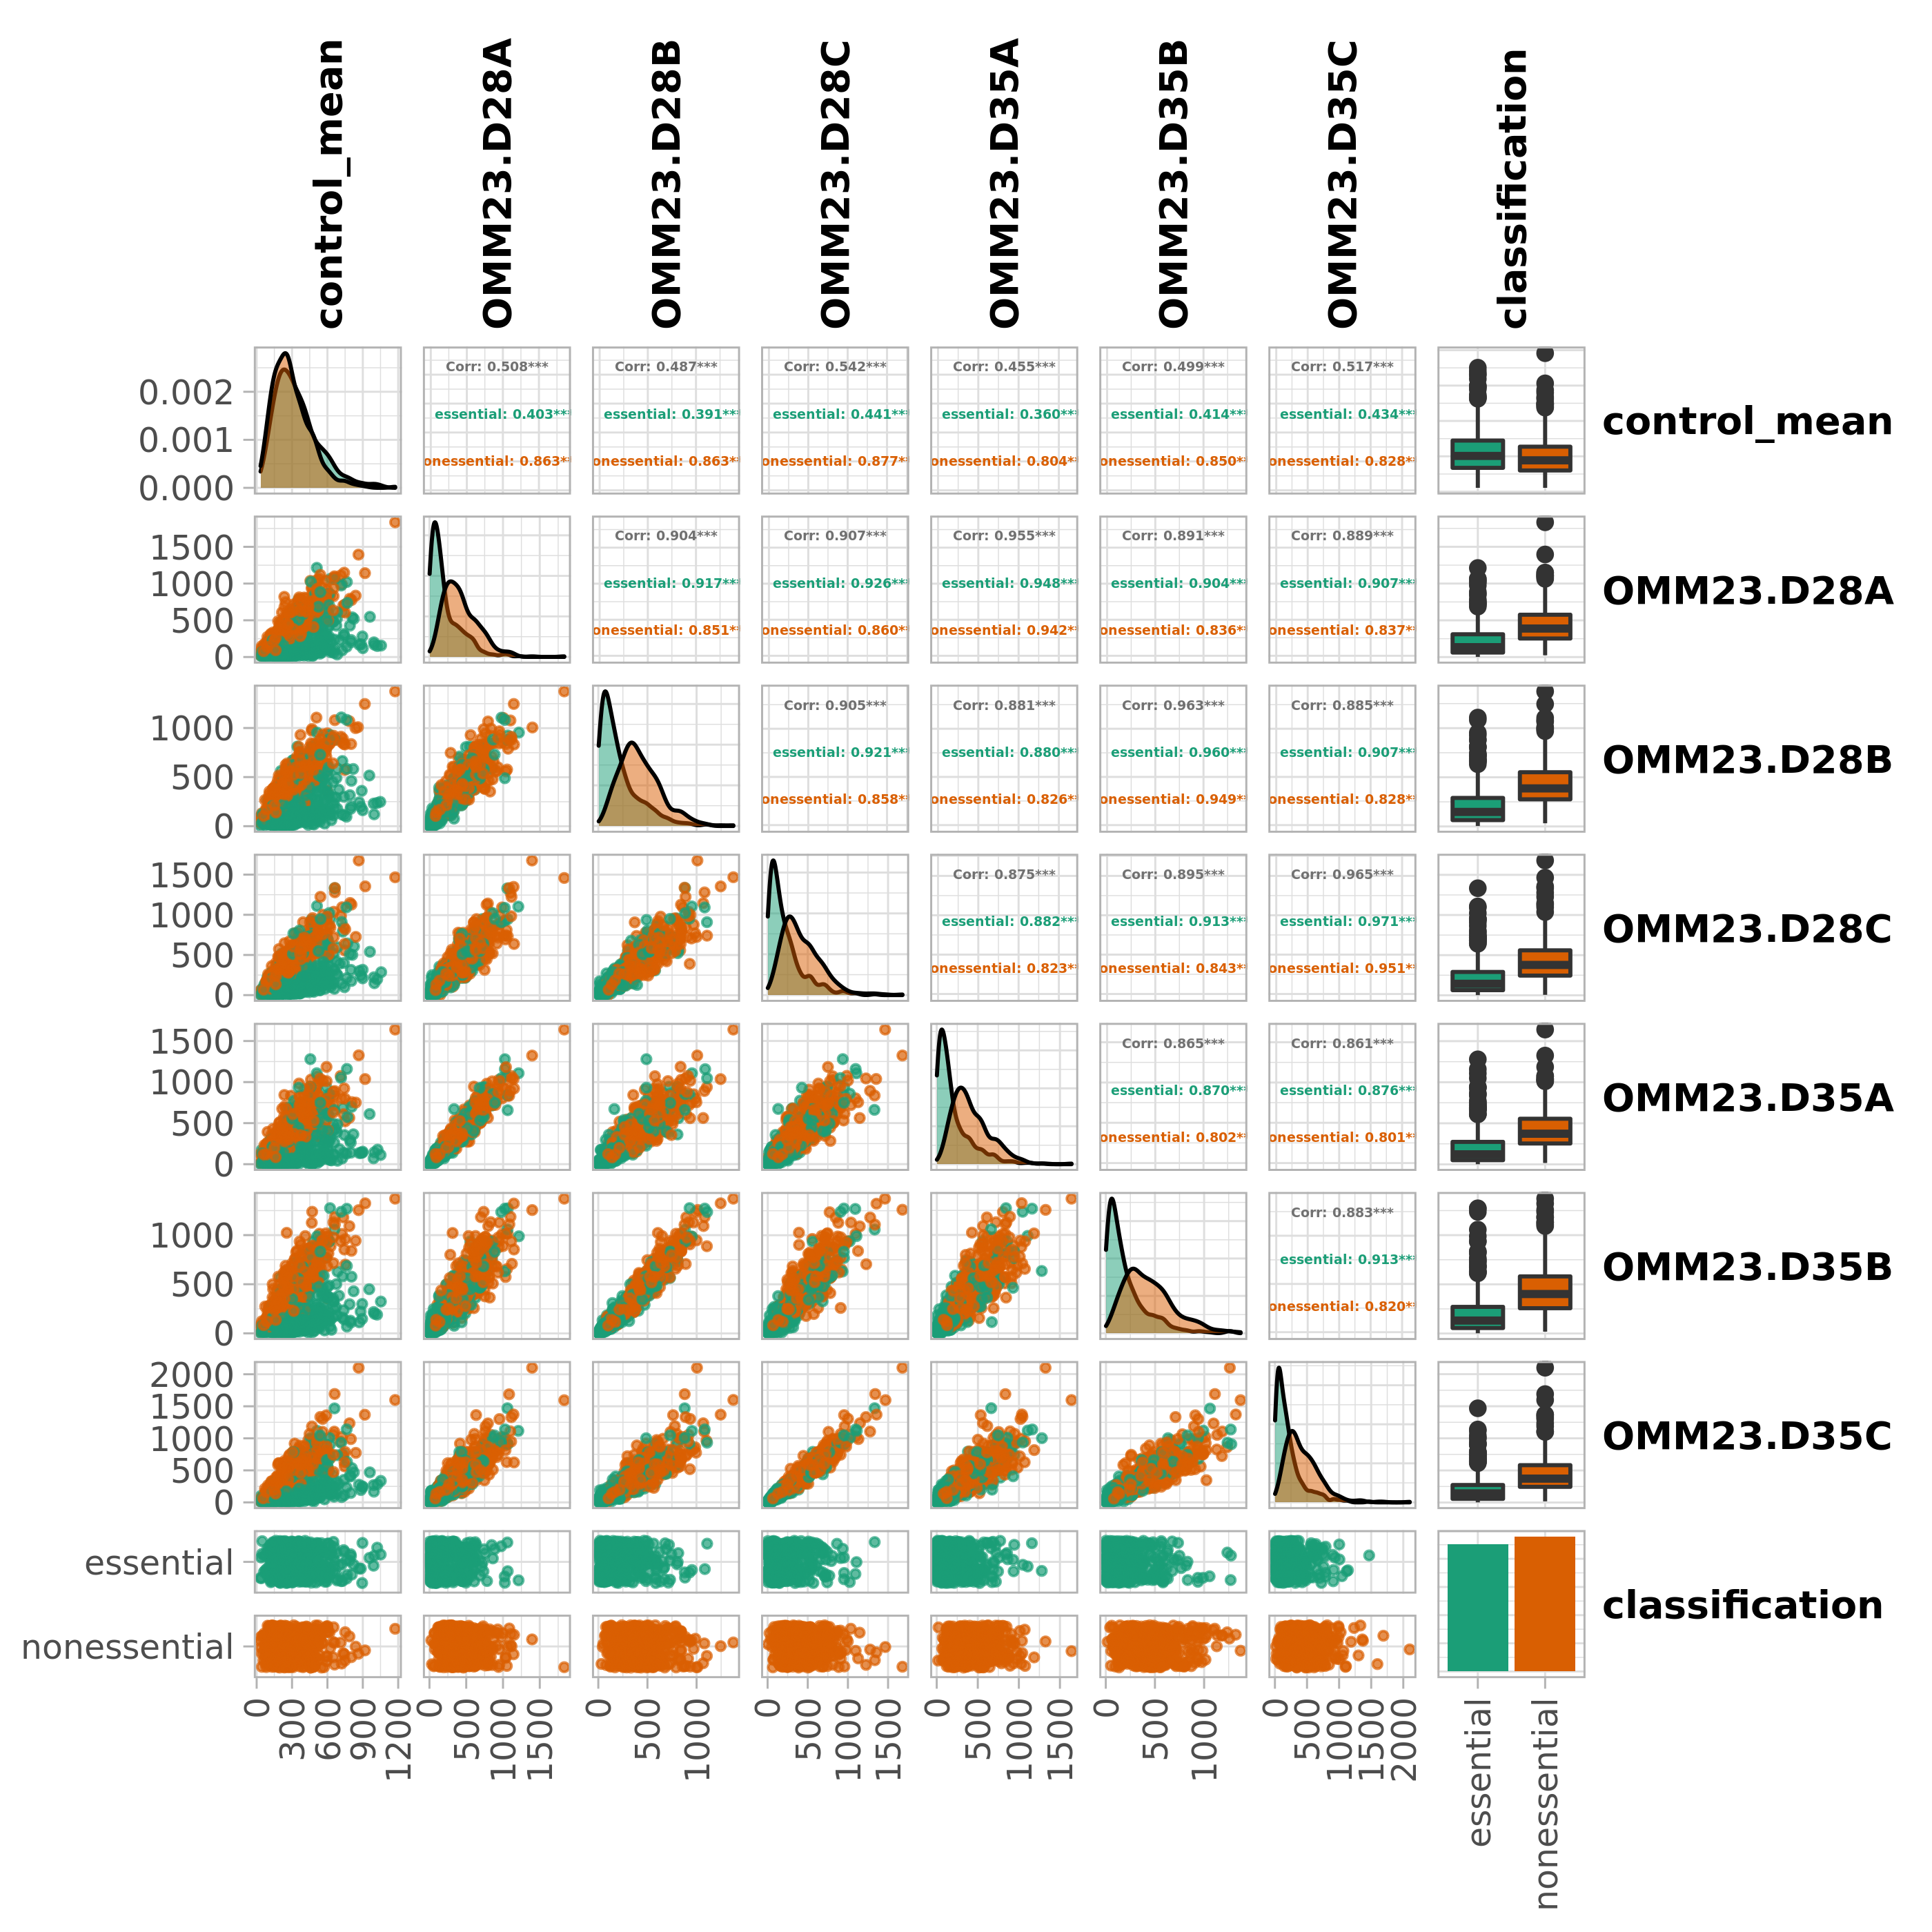 control_mean
OMM23.D28A
OMM23.D28B
OMM23.D28C
OMM23.D35A
OMM23.D35B
OMM23.D35C
classification
0.002
0.001
0.000
Corr: 0.508***
essential: 0.403**
onessential: 0.863*
Corr: 0.487***
essential: 0.391**
onessential: 0.863*
Corr: 0.542***
essential: 0.441**
onessential: 0.877*
Corr: 0.455***
essential: 0.360**
onessential: 0.804*
Corr: 0.499***
essential: 0.414**
onessential: 0.850*
Corr: 0.517***
essential: 0.434**
onessential: 0.828*
control_mean
1500
1000
500
0
Corr: 0.904***
essential: 0.917**
onessential: 0.851*
Corr: 0.907***
essential: 0.926**
onessential: 0.860*
Corr: 0.955***
essential: 0.948**
onessential: 0.942*
Corr: 0.891***
essential: 0.904**
onessential: 0.836*
Corr: 0.889***
essential: 0.907**
onessential: 0.837*
OMM23.D28A
1000
500
0
Corr: 0.905***
essential: 0.921**
onessential: 0.858*
Corr: 0.881***
essential: 0.880**
onessential: 0.826*
Corr: 0.963***
essential: 0.960**
onessential: 0.949*
Corr: 0.885***
essential: 0.907**
onessential: 0.828*
OMM23.D28B
1500
1000
500
0
Corr: 0.875***
essential: 0.882**
onessential: 0.823*
Corr: 0.895***
essential: 0.913**
onessential: 0.843*
Corr: 0.965***
essential: 0.971**
onessential: 0.951*
OMM23.D28C
1500
1000
500
0
Corr: 0.865***
essential: 0.870**
onessential: 0.802*
Corr: 0.861***
essential: 0.876**
onessential: 0.801*
OMM23.D35A
1000
500
0
Corr: 0.883***
essential: 0.913**
onessential: 0.820*
OMM23.D35B
2000
1500
1000
500
0
OMM23.D35C
essential
nonessential
classification
0
300
600
900
1200
0
500
1000
1500
0
500
1000
0
500
1000
1500
0
500
1000
1500
0
500
1000
0
500
1000
1500
2000
essential
nonessential